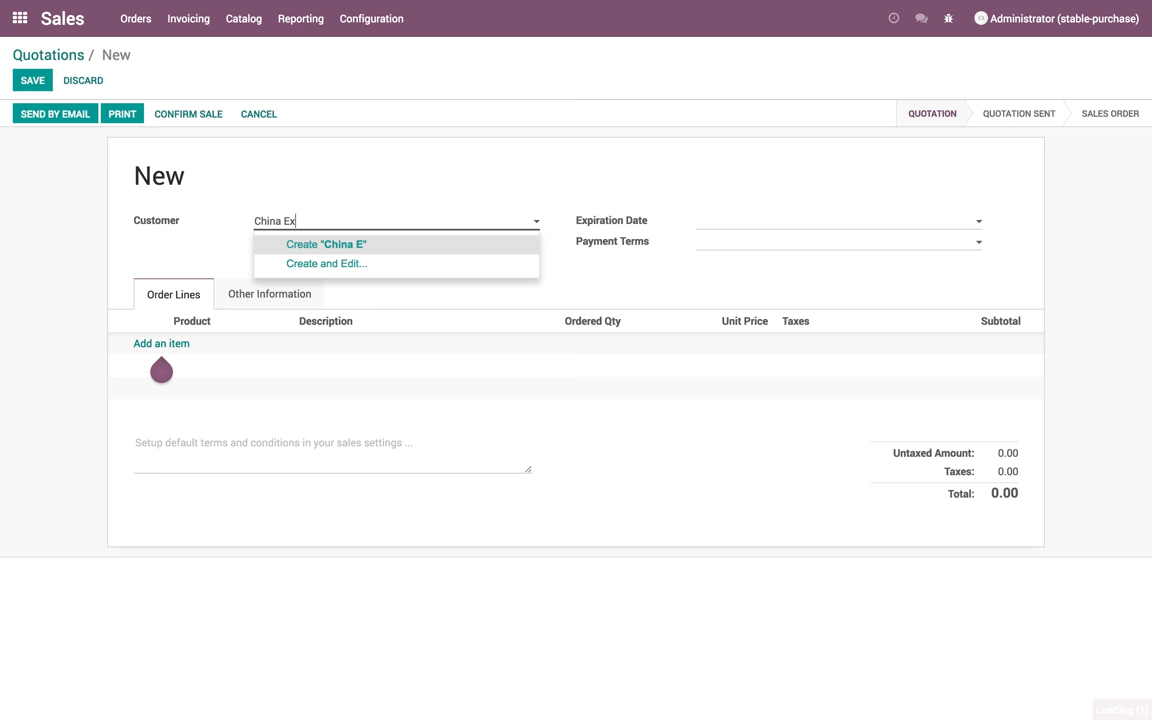 Sales Orders Invoicing Catalog Reporting Configuration Administrator (stable-purchase)
Quotations / New
SAVE DISCARD
SEND BY EMAIL PRINT CONFIRM SALE CANCEL QUOTATION QUOTATION SENT SALES ORDER
New
Customer China Ex Expiration Date
Payment Terms
Create "China E"
Create and Edit...
Order Lines Other Information
Product Description Ordered Qty Unit Price Taxes Subtotal
Add an item
Setup default terms and conditions in your sales settings ...
Untaxed Amount: 0.00
Taxes: 0.00
Total: 0.00
Loading (1)